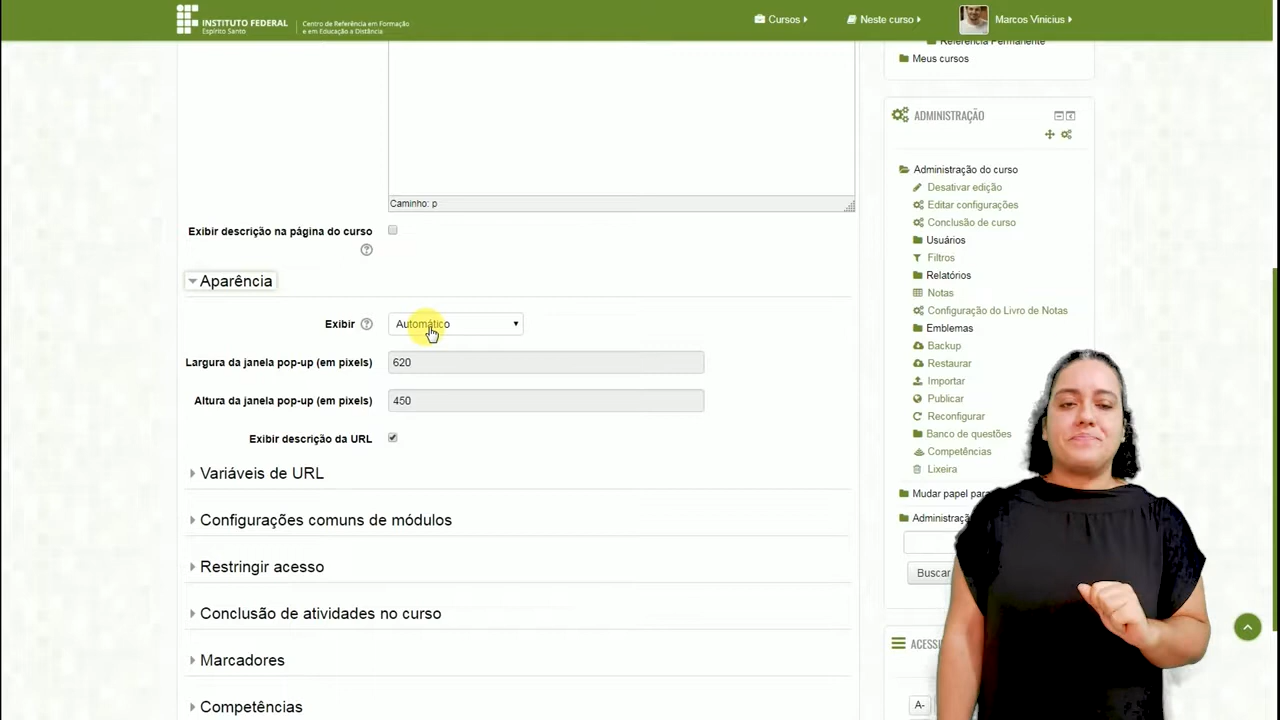 INSTITUTO FEDERAL
Espírito Santo
Centro de Referência em Formação
e em Educação a Distância
Cursos
Neste curso
Marcos Vinicius
Referência Permanente
Meus cursos
Caminho: p
Exibir descrição na página do curso
Aparência
Exibir
Automático
Largura da janela pop-up (em pixels)
620
Altura da janela pop-up (em pixels)
450
Exibir descrição da URL
Variáveis de URL
Configurações comuns de módulos
Restringir acesso
Conclusão de atividades no curso
Marcadores
Competências
ADMINISTRAÇÃO
Administração do curso
Desativar edição
Editar configurações
Conclusão de curso
Usuários
Filtros
Relatórios
Notas
Configuração do Livro de Notas
Emblemas
Backup
Restaurar
Importar
Publicar
Reconfigurar
Banco de questões
Competências
Lixeira
Mudar papel
Buscar
A-